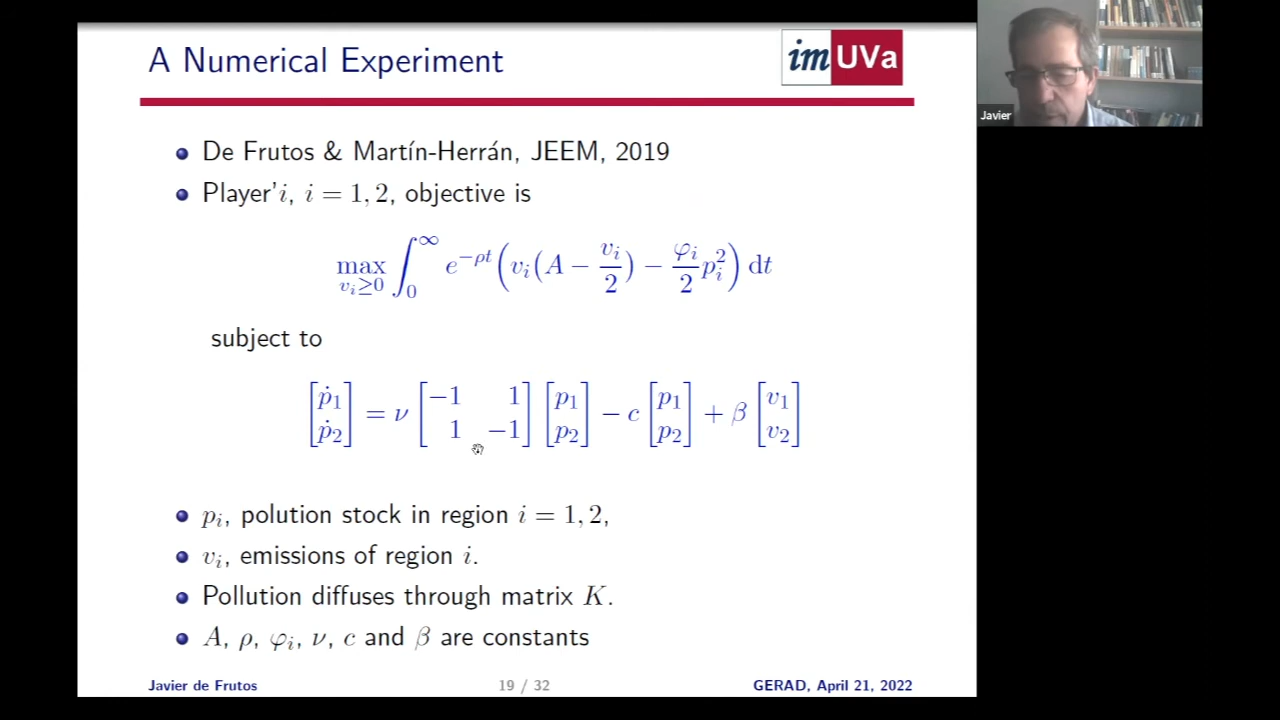 A Numerical Experiment
im UVa
Javier
De Frutos & Martín-Herrán, JEEM, 2019
Player'i, i = 1, 2, objective is
max_{v_i≥0} ∫_0^∞ e^{−ρt} ( v_i (A − v_i/2) − φ_i/2 p_i^2 ) dt
subject to
[ṗ_1; ṗ_2] = ν [−1 1; 1 −1] [p_1; p_2] − c [p_1; p_2] + β [v_1; v_2]
p_i, polution stock in region i = 1, 2,
v_i, emissions of region i.
Pollution diffuses through matrix K.
A, ρ, φ_i, ν, c and β are constants
Javier de Frutos 19 / 32 GERAD, April 21, 2022